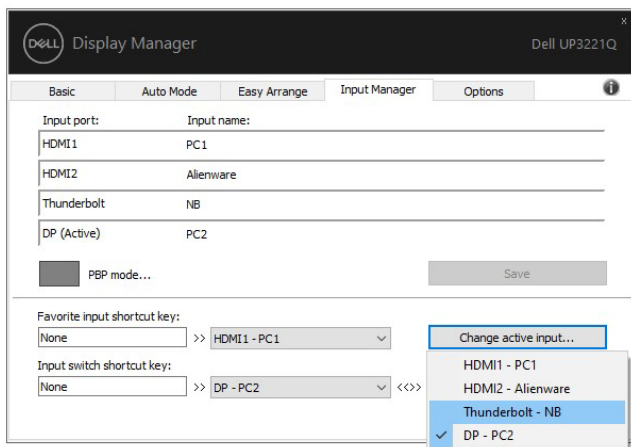 x
DELL Display Manager Dell UP3221Q
Basic Auto Mode Easy Arrange Input Manager Options i
Input port: Input name:
HDMI1 PC1
HDMI2 Alienware
Thunderbolt NB
DP (Active) PC2
PBP mode... Save
Favorite input shortcut key:
None >> HDMI1 - PC1 Change active input...
Input switch shortcut key:
None >> DP - PC2 <<>>
HDMI1 - PC1
HDMI2 - Alienware
Thunderbolt - NB
✓ DP - PC2